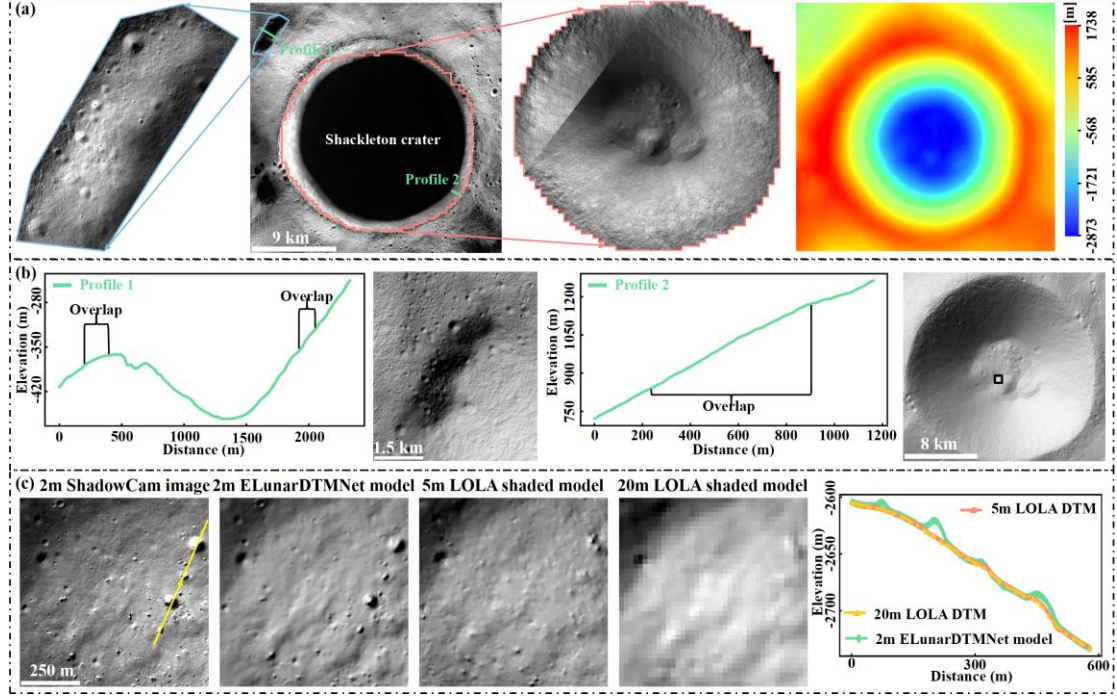 (a)
Profile 1
Shackleton crater
Profile 2
9 km
[m]
1738
585
-568
-1721
-2873
(b)
Profile 1
Overlap
Overlap
Elevation (m)
-280
-350
-420
0 500 1000 1500 2000
Distance (m)
1.5 km
Profile 2
Overlap
Elevation (m)
1200
1050
900
750
0 200 400 600 800 1000 1200
Distance (m)
8 km
(c)
2m ShadowCam image
2m ELunarDTMNet model
5m LOLA shaded model
20m LOLA shaded model
250 m
Elevation (m)
-2600
-2650
-2700
5m LOLA DTM
20m LOLA DTM
2m ELunarDTMNet model
0 300 600
Distance (m)